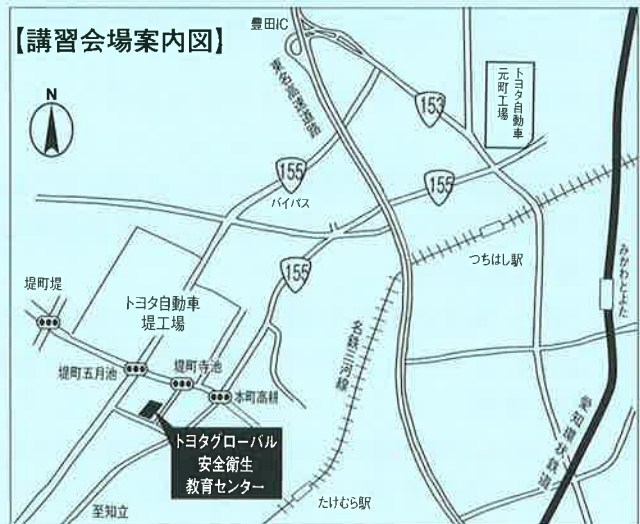 【講習会場案内図】
豊田IC
東名高速道路
153
トヨタ自動車
元町工場
N
155
バイパス
155
155
つちはし駅
みかわとよた
堤町堤
トヨタ自動車
堤工場
名鉄三河線
堤町五月池
堤町寺池
本町高耕
愛知環状鉄道
トヨタグローバル
安全衛生
教育センター
たけむら駅
至知立